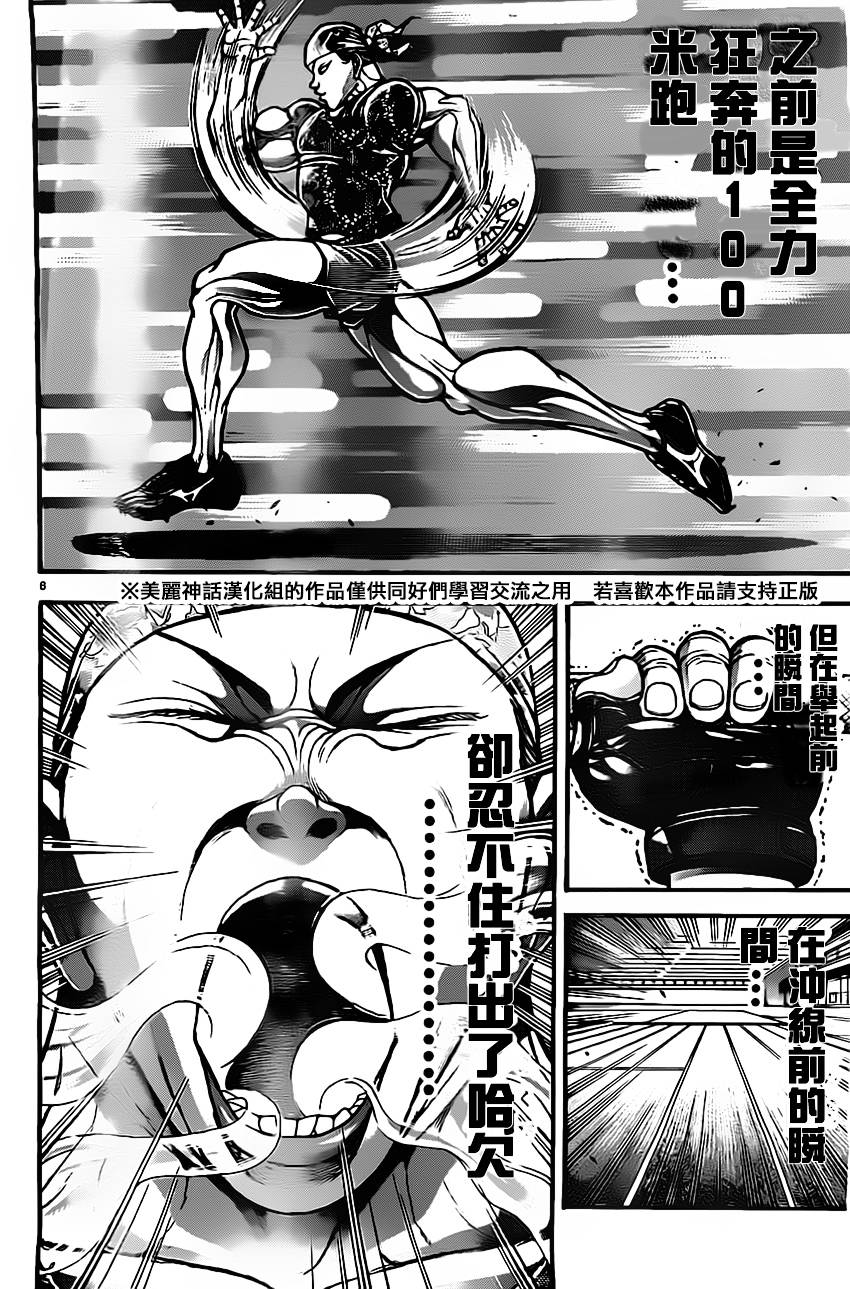 之前是全力
狂奔的100
米跑
…
6
※美麗神話漢化組的作品僅供同好們學習交流之用　若喜歡本作品請支持正版
但在舉起前
的瞬間
…
在沖線前的瞬
間…
卻忍不住打出了哈欠
………………